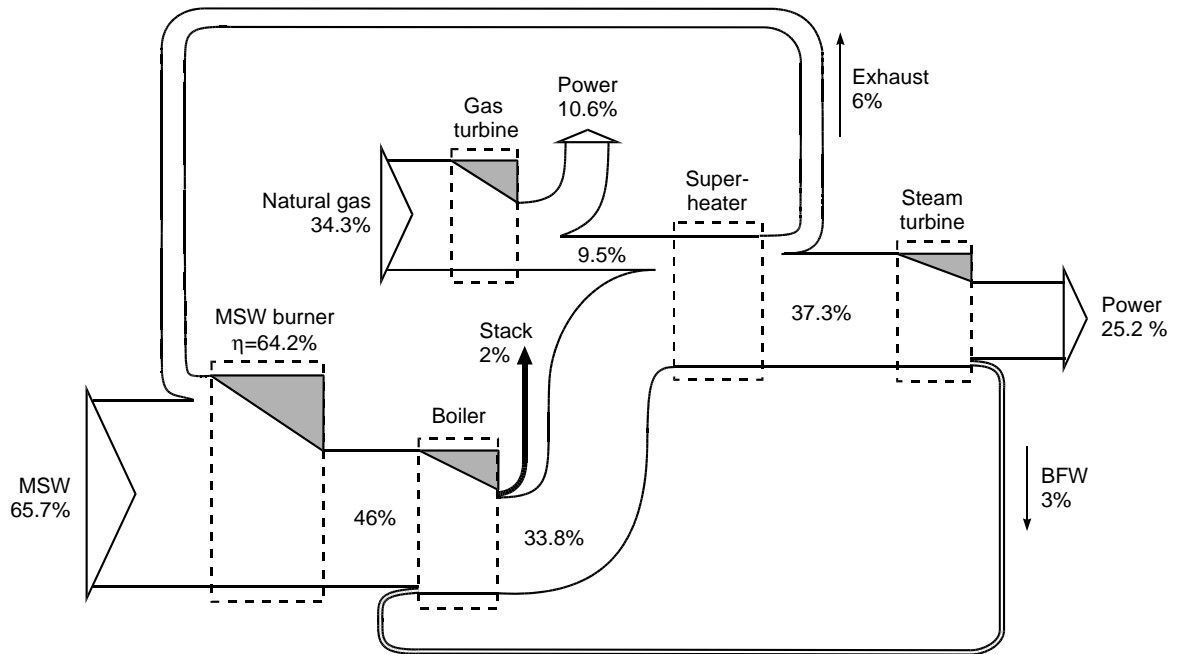 Exhaust
6%
Power
10.6%
Gas
turbine
Natural gas
34.3%
Super-
heater
Steam
turbine
9.5%
37.3%
Power
25.2 %
MSW burner
η=64.2%
Stack
2%
Boiler
MSW
65.7%
46%
33.8%
BFW
3%